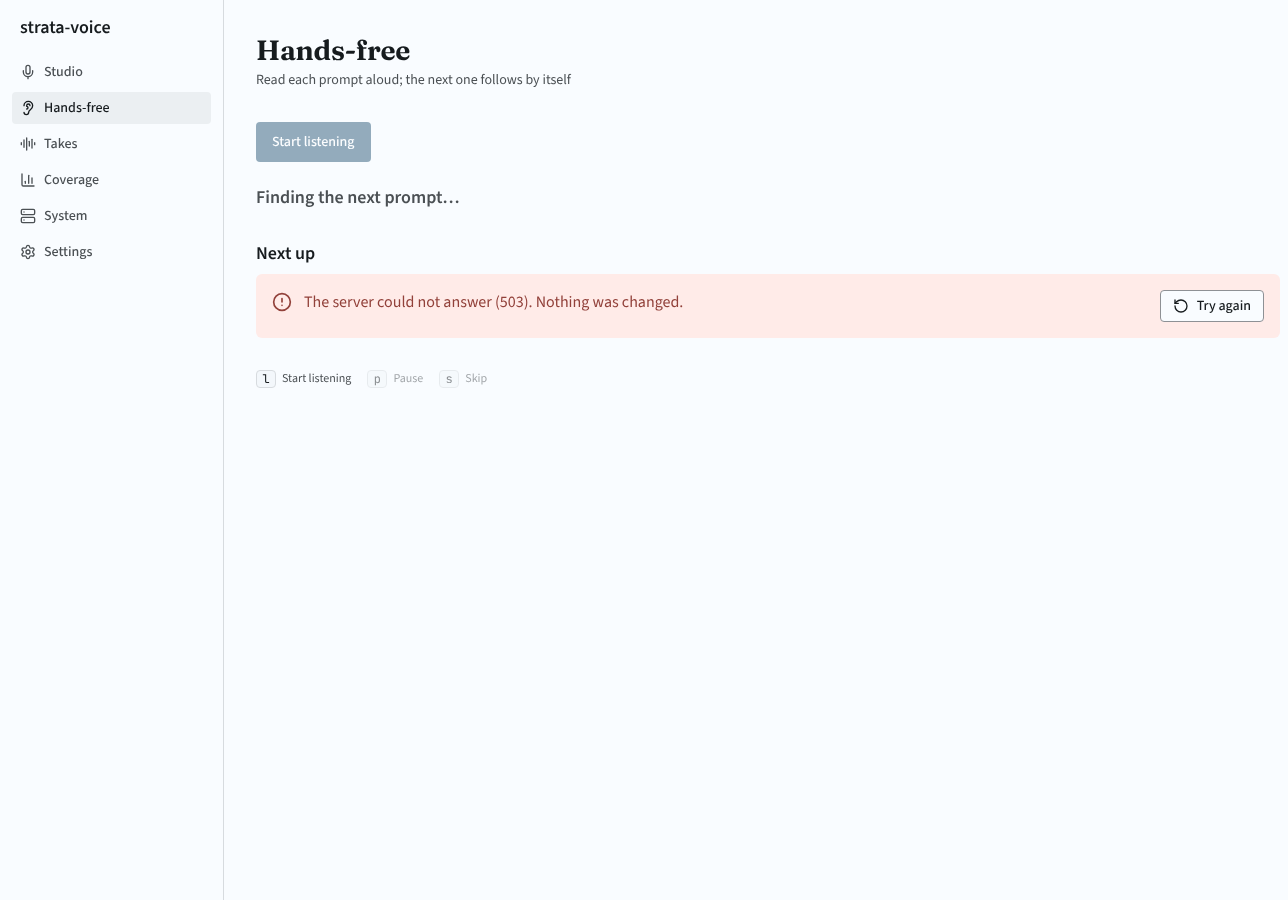 strata-voice
Studio
Hands-free
Takes
Coverage
System
Settings
Hands-free
Read each prompt aloud; the next one follows by itself
Start listening
Finding the next prompt…
Next up
The server could not answer (503). Nothing was changed.
Try again
l Start listening p Pause s Skip